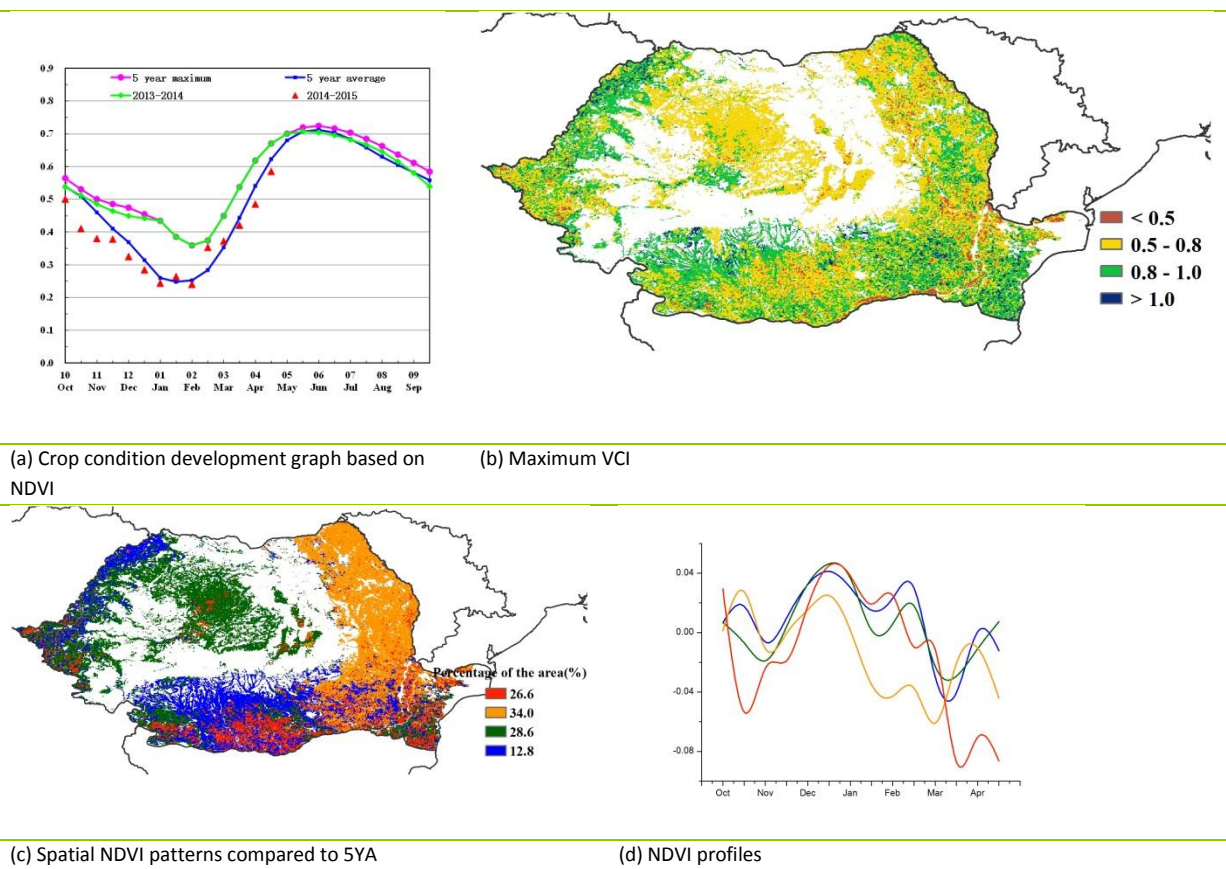 5 year maximum
5 year average
2013-2014
2014-2015
0.9
0.8
0.7
0.6
0.5
0.4
0.3
0.2
0.1
0.0
10 11 12 01 02 03 04 05 06 07 08 09
Oct Nov Dec Jan Feb Mar Apr May Jun Jul Aug Sep
< 0.5
0.5 - 0.8
0.8 - 1.0
> 1.0
(a) Crop condition development graph based on
NDVI
(b) Maximum VCI
Percentage of the area(%)
26.6
34.0
28.6
12.8
0.04
0.00
-0.04
-0.08
Oct Nov Dec Jan Feb Mar Apr
(c) Spatial NDVI patterns compared to 5YA
(d) NDVI profiles